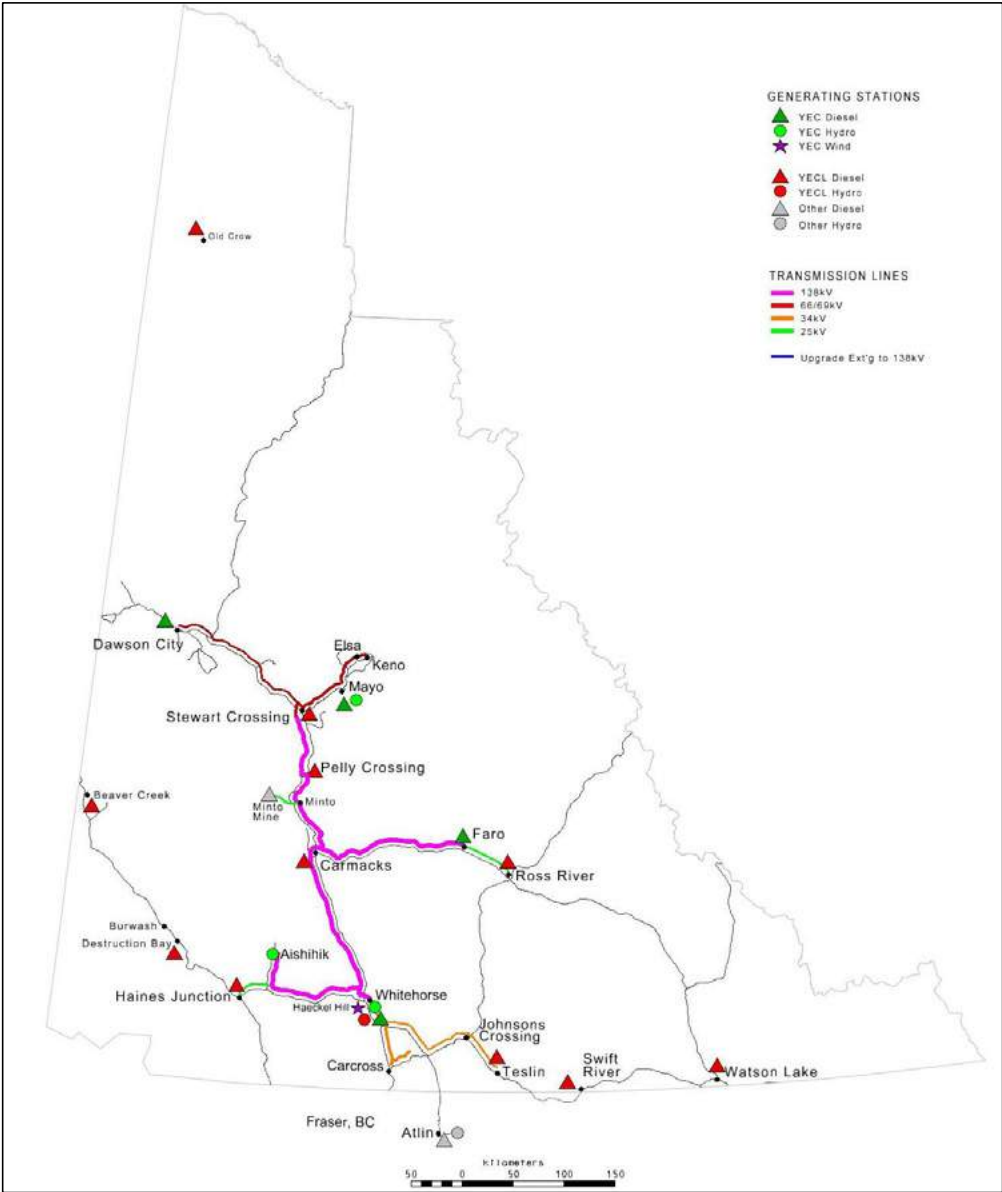 GENERATING STATIONS
YEC Diesel
YEC Hydro
YEC Wind
YECL Diesel
YECL Hydro
Other Diesel
Other Hydro
TRANSMISSION LINES
138kV
66/69kV
34kV
25kV
Upgrade Ext'g to 138kV
Old Crow
Dawson City
Elsa
Keno
Mayo
Stewart Crossing
Pelly Crossing
Beaver Creek
Minto
Mine
Minto
Faro
Carmacks
Ross River
Burwash
Destruction Bay
Aishihik
Haines Junction
Whitehorse
Haeckel Hill
Johnsons
Crossing
Carcross
Teslin
Swift
River
Watson Lake
Fraser, BC
Atlin
kilometers
50 0 50 100 150